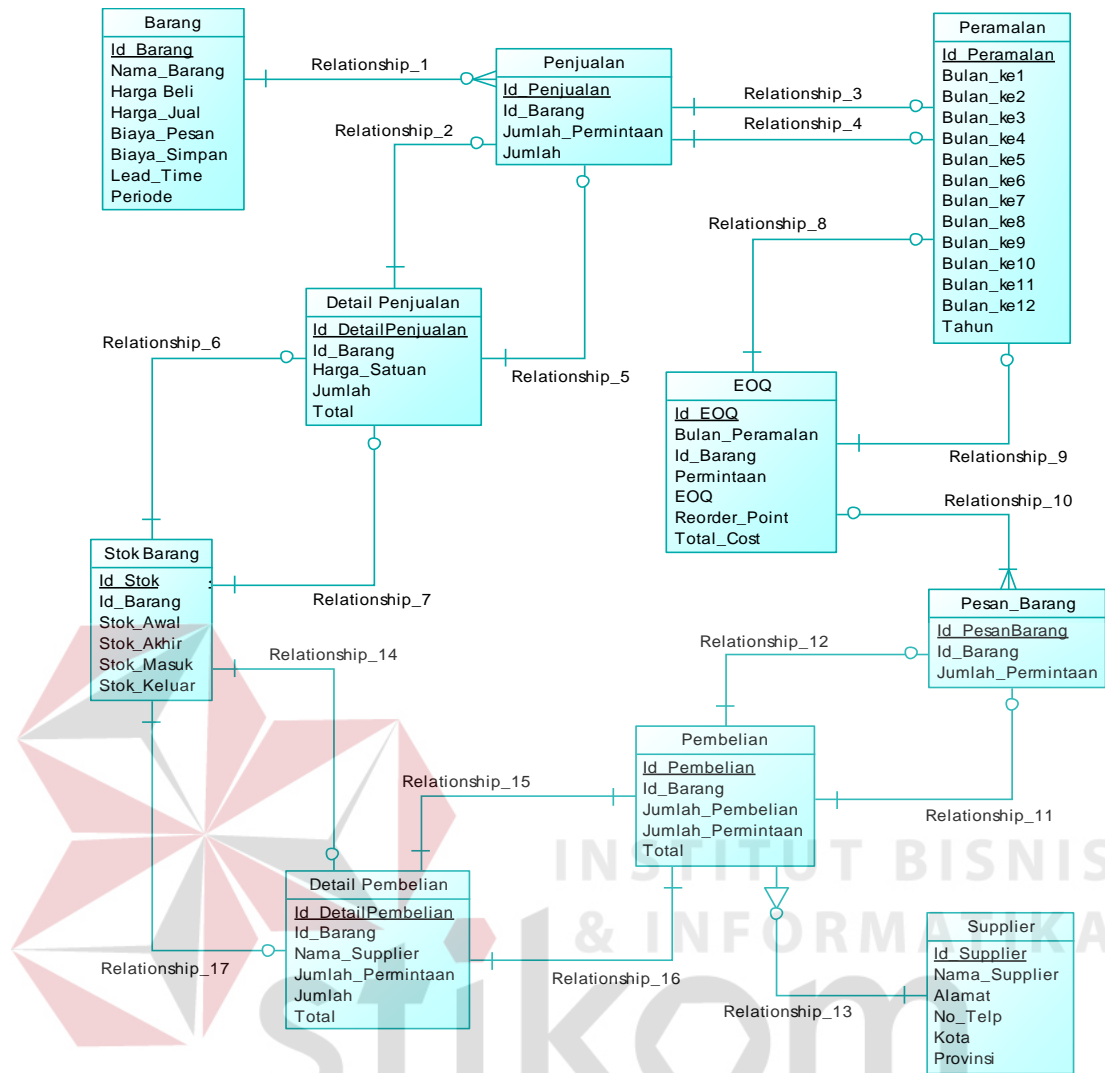 Barang
Id_Barang
Nama_Barang
Harga Beli
Harga_Jual
Biaya_Pesan
Biaya_Simpan
Lead_Time
Periode
Relationship_1
Penjualan
Id_Penjualan
Id_Barang
Jumlah_Permintaan
Jumlah
Relationship_3
Relationship_4
Peramalan
Id_Peramalan
Bulan_ke1
Bulan_ke2
Bulan_ke3
Bulan_ke4
Bulan_ke5
Bulan_ke6
Bulan_ke7
Bulan_ke8
Bulan_ke9
Bulan_ke10
Bulan_ke11
Bulan_ke12
Tahun
Relationship_2
Relationship_8
Detail Penjualan
Id_DetailPenjualan
Id_Barang
Harga_Satuan
Jumlah
Total
Relationship_6
Relationship_5
EOQ
Id_EOQ
Bulan_Peramalan
Id_Barang
Permintaan
EOQ
Reorder_Point
Total_Cost
Relationship_9
Relationship_10
Stok Barang
Id_Stok
Id_Barang
Stok_Awal
Stok_Akhir
Stok_Masuk
Stok_Keluar
Relationship_7
Pesan_Barang
Id_PesanBarang
Id_Barang
Jumlah_Permintaan
Relationship_14
Relationship_12
Pembelian
Id_Pembelian
Id_Barang
Jumlah_Pembelian
Jumlah_Permintaan
Total
Relationship_15
Relationship_11
Detail Pembelian
Id_DetailPembelian
Id_Barang
Nama_Supplier
Jumlah_Permintaan
Jumlah
Total
Relationship_17
Relationship_16
Relationship_13
Supplier
Id_Supplier
Nama_Supplier
Alamat
No_Telp
Kota
Provinsi
INSTITUT BISNIS
& INFORMATIKA
stikom